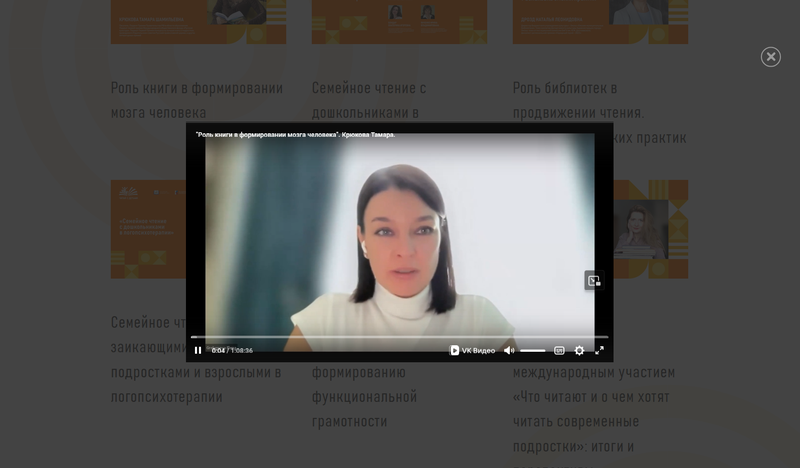 Роль книги в формировании
мозга человека
Семейное чтение с
дошкольниками в
Роль библиотек в
продвижении чтения.
ких практик
"Роль книги в формировании мозга человека". Крюкова Тамара.
0:04 / 1:08:36
VK Видео
Семейное чт
заикающими
подростками и взрослыми в
логопсихотерапии
формированию
функциональной
грамотности
международным участием
«Что читают и о чем хотят
читать современные
подростки»: итоги и